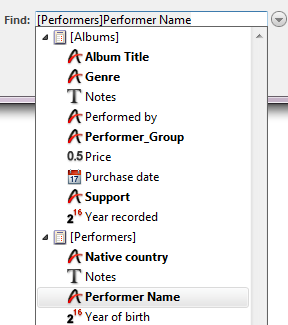 Find: [Performers]Performer Name
[Albums]
Album Title
Genre
Notes
Performed by
Performer_Group
0.5 Price
17 Purchase date
Support
2^16 Year recorded
[Performers]
Native country
Notes
Performer Name
2^16 Year of birth